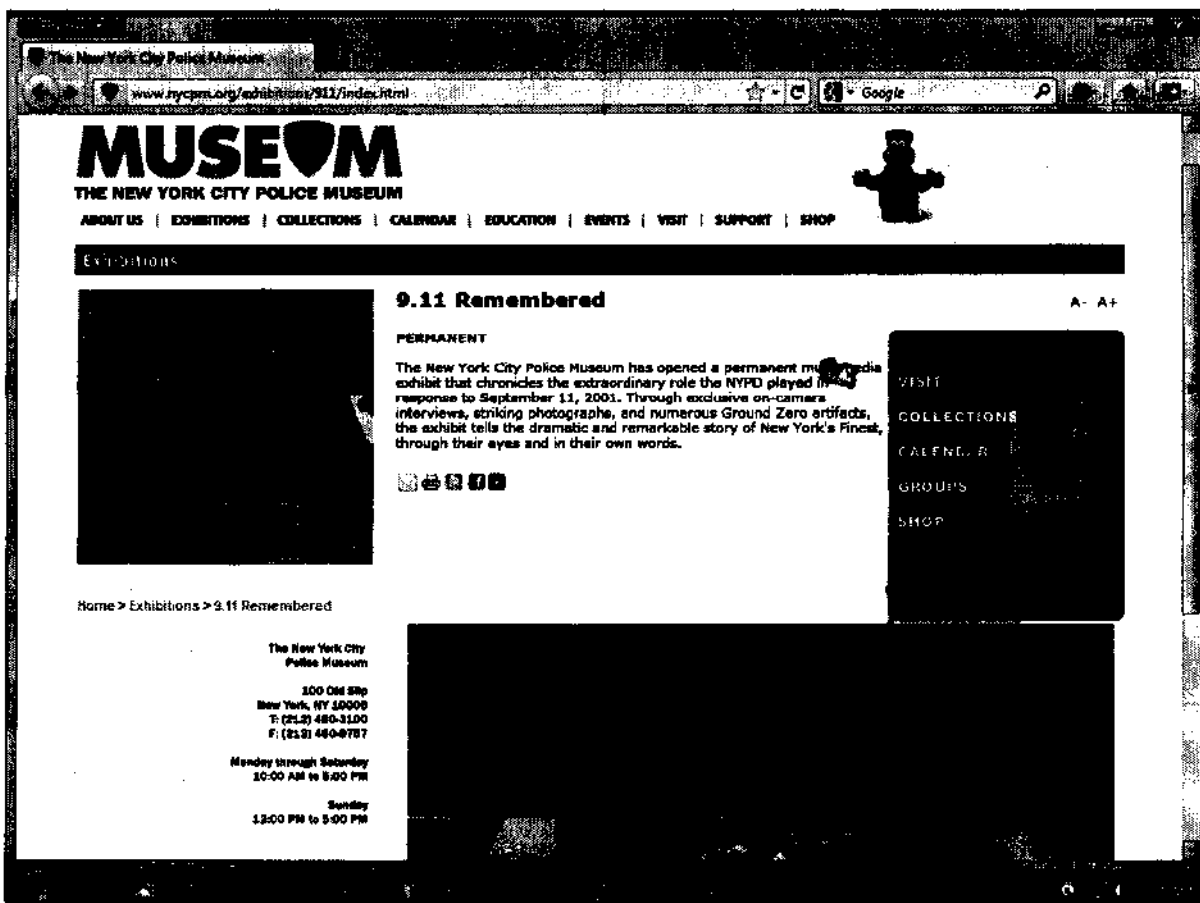 The New York City Police Museum
www.nycpm.org/exhibitions/911/index.html
Google
MUSEUM
THE NEW YORK CITY POLICE MUSEUM
ABOUT US | EXHIBITIONS | COLLECTIONS | CALENDAR | EDUCATION | EVENTS | VISIT | SUPPORT | SHOP
Exhibitions
9.11 Remembered
A- A+
PERMANENT
The New York City Police Museum has opened a permanent
exhibit that chronicles the extraordinary role the NYPD played in
response to September 11, 2001. Through exclusive on-camera
interviews, striking photographs, and numerous Ground Zero artifacts,
the exhibit tells the dramatic and remarkable story of New York's Finest,
through their eyes and in their own words.
VISIT
COLLECTIONS
CALENDAR
GROUPS
SHOP
Home > Exhibitions > 9.11 Remembered
The New York City
Police Museum
100 Old Slip
New York, NY
T: (212) 480-3100
F: (212)
Monday through Saturday
10:00 AM to 5:00 PM
Sunday
12:00 PM to 5:00 PM